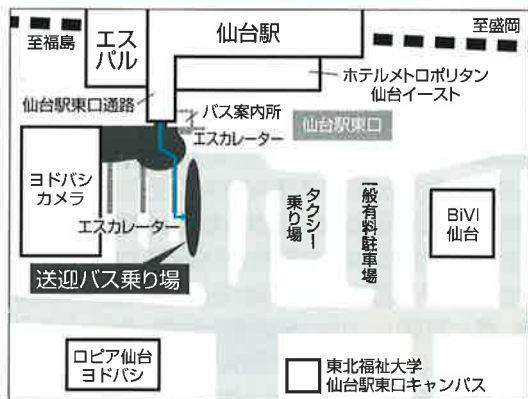 至福島
エス
パル
仙台駅
至盛岡
ホテルメトロポリタン
仙台イースト
仙台駅東口通路
バス案内所
エスカレーター
仙台駅東口
ヨドバシ
カメラ
エスカレーター
タクシー
乗り場
一般有料駐車場
BiVi
仙台
送迎バス乗り場
ロピア仙台
ヨドバシ
東北福祉大学
仙台駅東口キャンパス